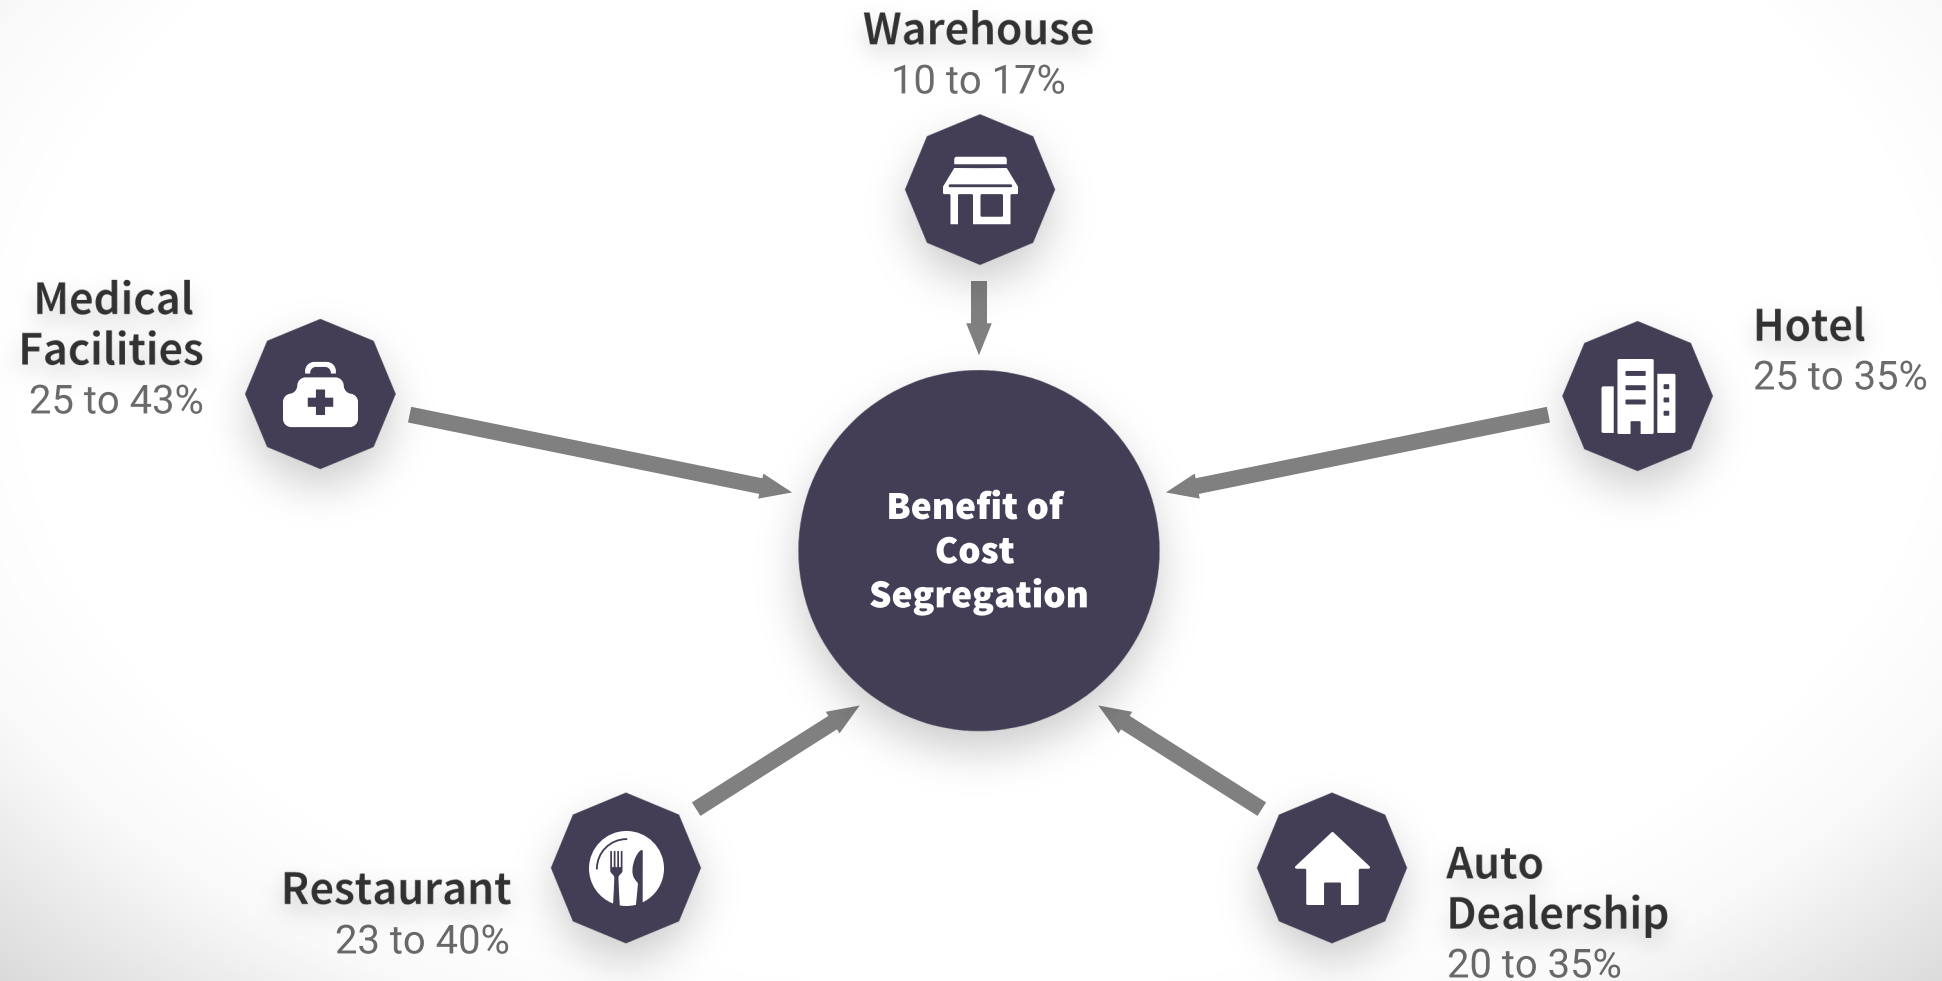 Warehouse
10 to 17%
Medical
Facilities
25 to 43%
Hotel
25 to 35%
Benefit of
Cost
Segregation
Restaurant
23 to 40%
Auto
Dealership
20 to 35%